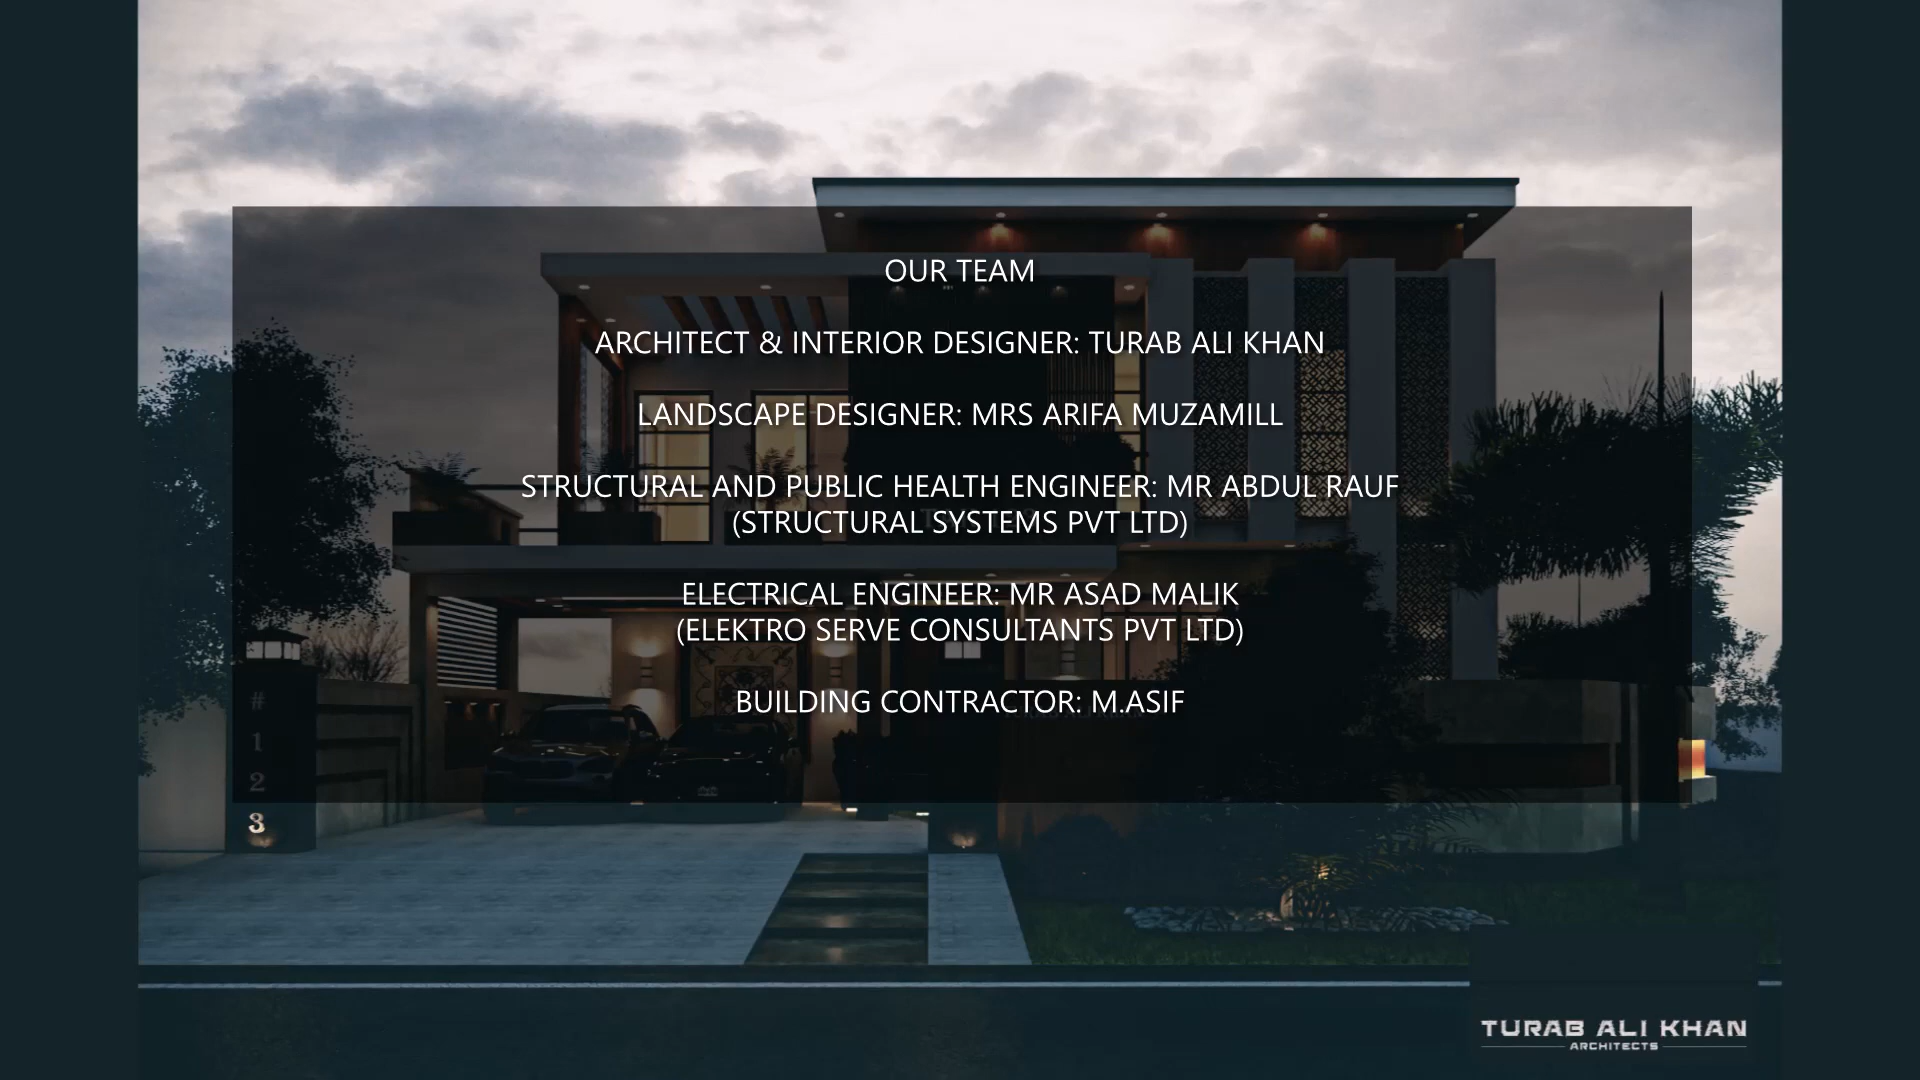 OUR TEAM
ARCHITECT & INTERIOR DESIGNER: TURAB ALI KHAN
LANDSCAPE DESIGNER: MRS ARIFA MUZAMILL
STRUCTURAL AND PUBLIC HEALTH ENGINEER: MR ABDUL RAUF
(STRUCTURAL SYSTEMS PVT LTD)
ELECTRICAL ENGINEER: MR ASAD MALIK
(ELEKTRO SERVE CONSULTANTS PVT LTD)
BUILDING CONTRACTOR: M.ASIF
#
1
2
3
TURAB ALI KHAN
ARCHITECTS